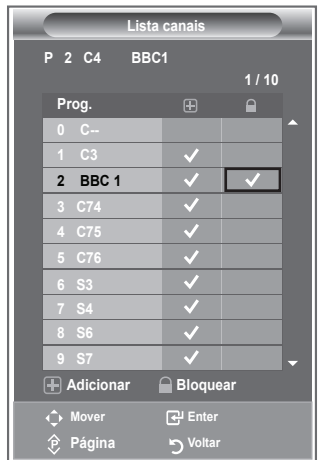 Lista canais
P 2 C4 BBC1
1 / 10
Prog.
0 C--
1 C3
2 BBC 1
3 C74
4 C75
5 C76
6 S3
7 S4
8 S6
9 S7
Adicionar Bloquear
Mover Enter
P Página Voltar